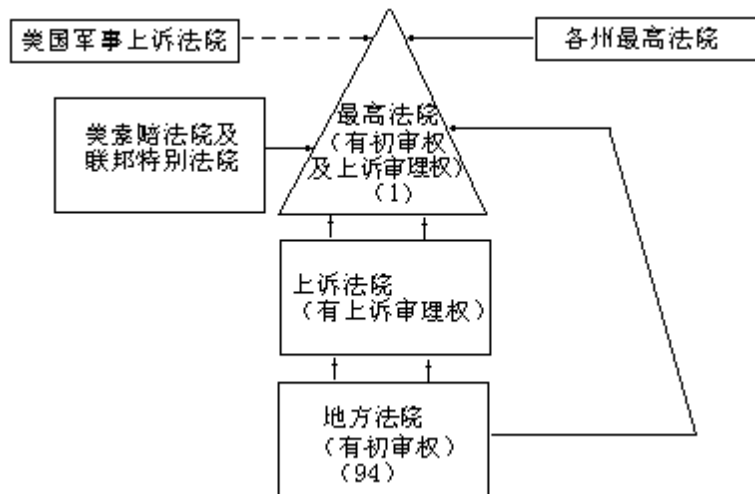 美国军事上诉法院
各州最高法院
美索赔法院及
联邦特别法院
最高法院
（有初审权
及上诉审理权）
（1）
上诉法院
（有上诉审理权）
地方法院
（有初审权）
（94）